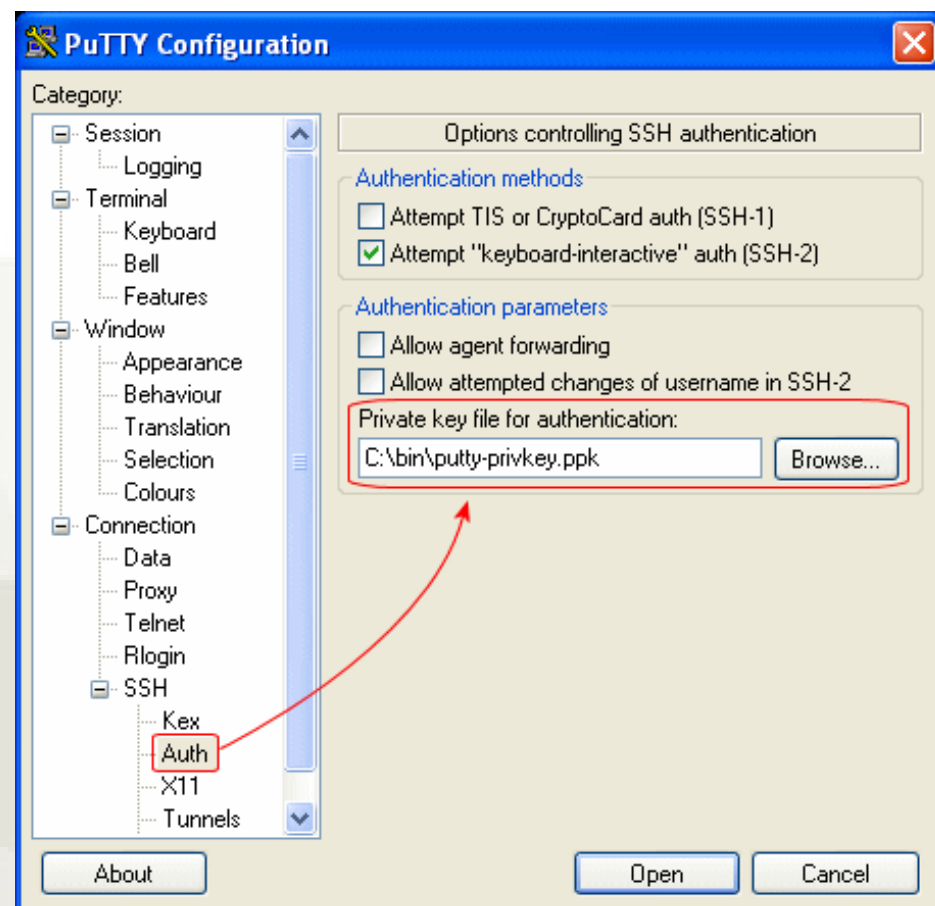 PuTTY Configuration
Category:
Session
Logging
Terminal
Keyboard
Bell
Features
Window
Appearance
Behaviour
Translation
Selection
Colours
Connection
Data
Proxy
Telnet
Rlogin
SSH
Kex
Auth
X11
Tunnels
Options controlling SSH authentication
Authentication methods
Attempt TIS or CryptoCard auth (SSH-1)
Attempt "keyboard-interactive" auth (SSH-2)
Authentication parameters
Allow agent forwarding
Allow attempted changes of username in SSH-2
Private key file for authentication:
C:\bin\putty-privkey.ppk
Browse...
About
Open
Cancel